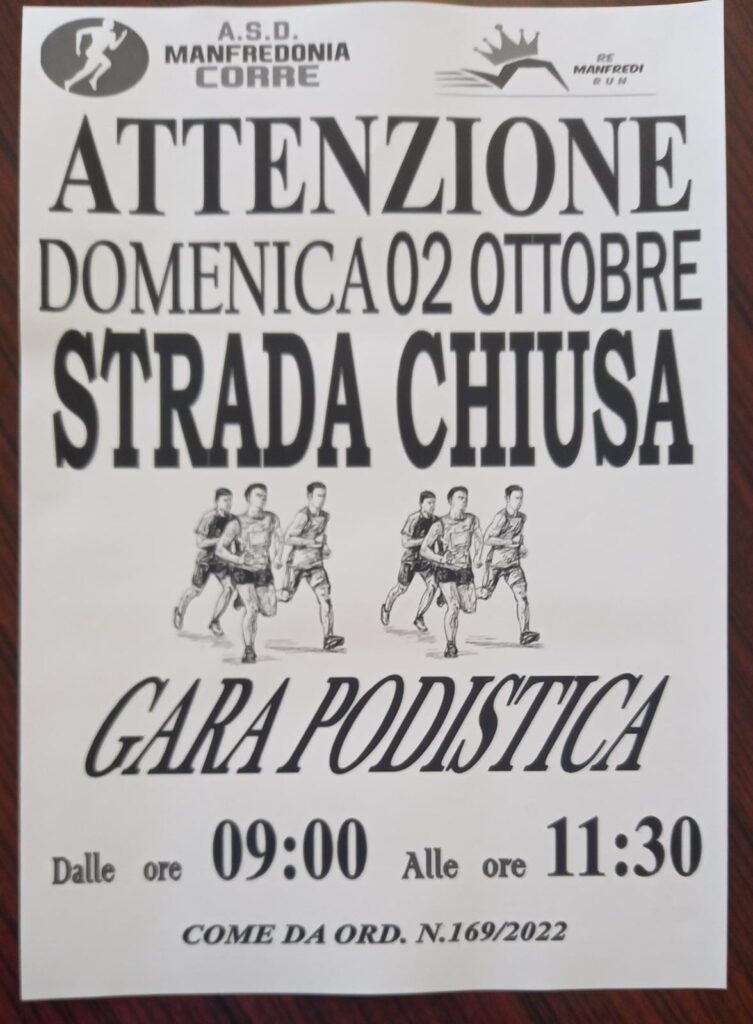 A.S.D.
MANFREDONIA
CORRE
RE
MANFREDI
RUN
ATTENZIONE
DOMENICA 02 OTTOBRE
STRADA CHIUSA
GARA PODISTICA
Dalle ore 09:00 Alle ore 11:30
COME DA ORD. N.169/2022